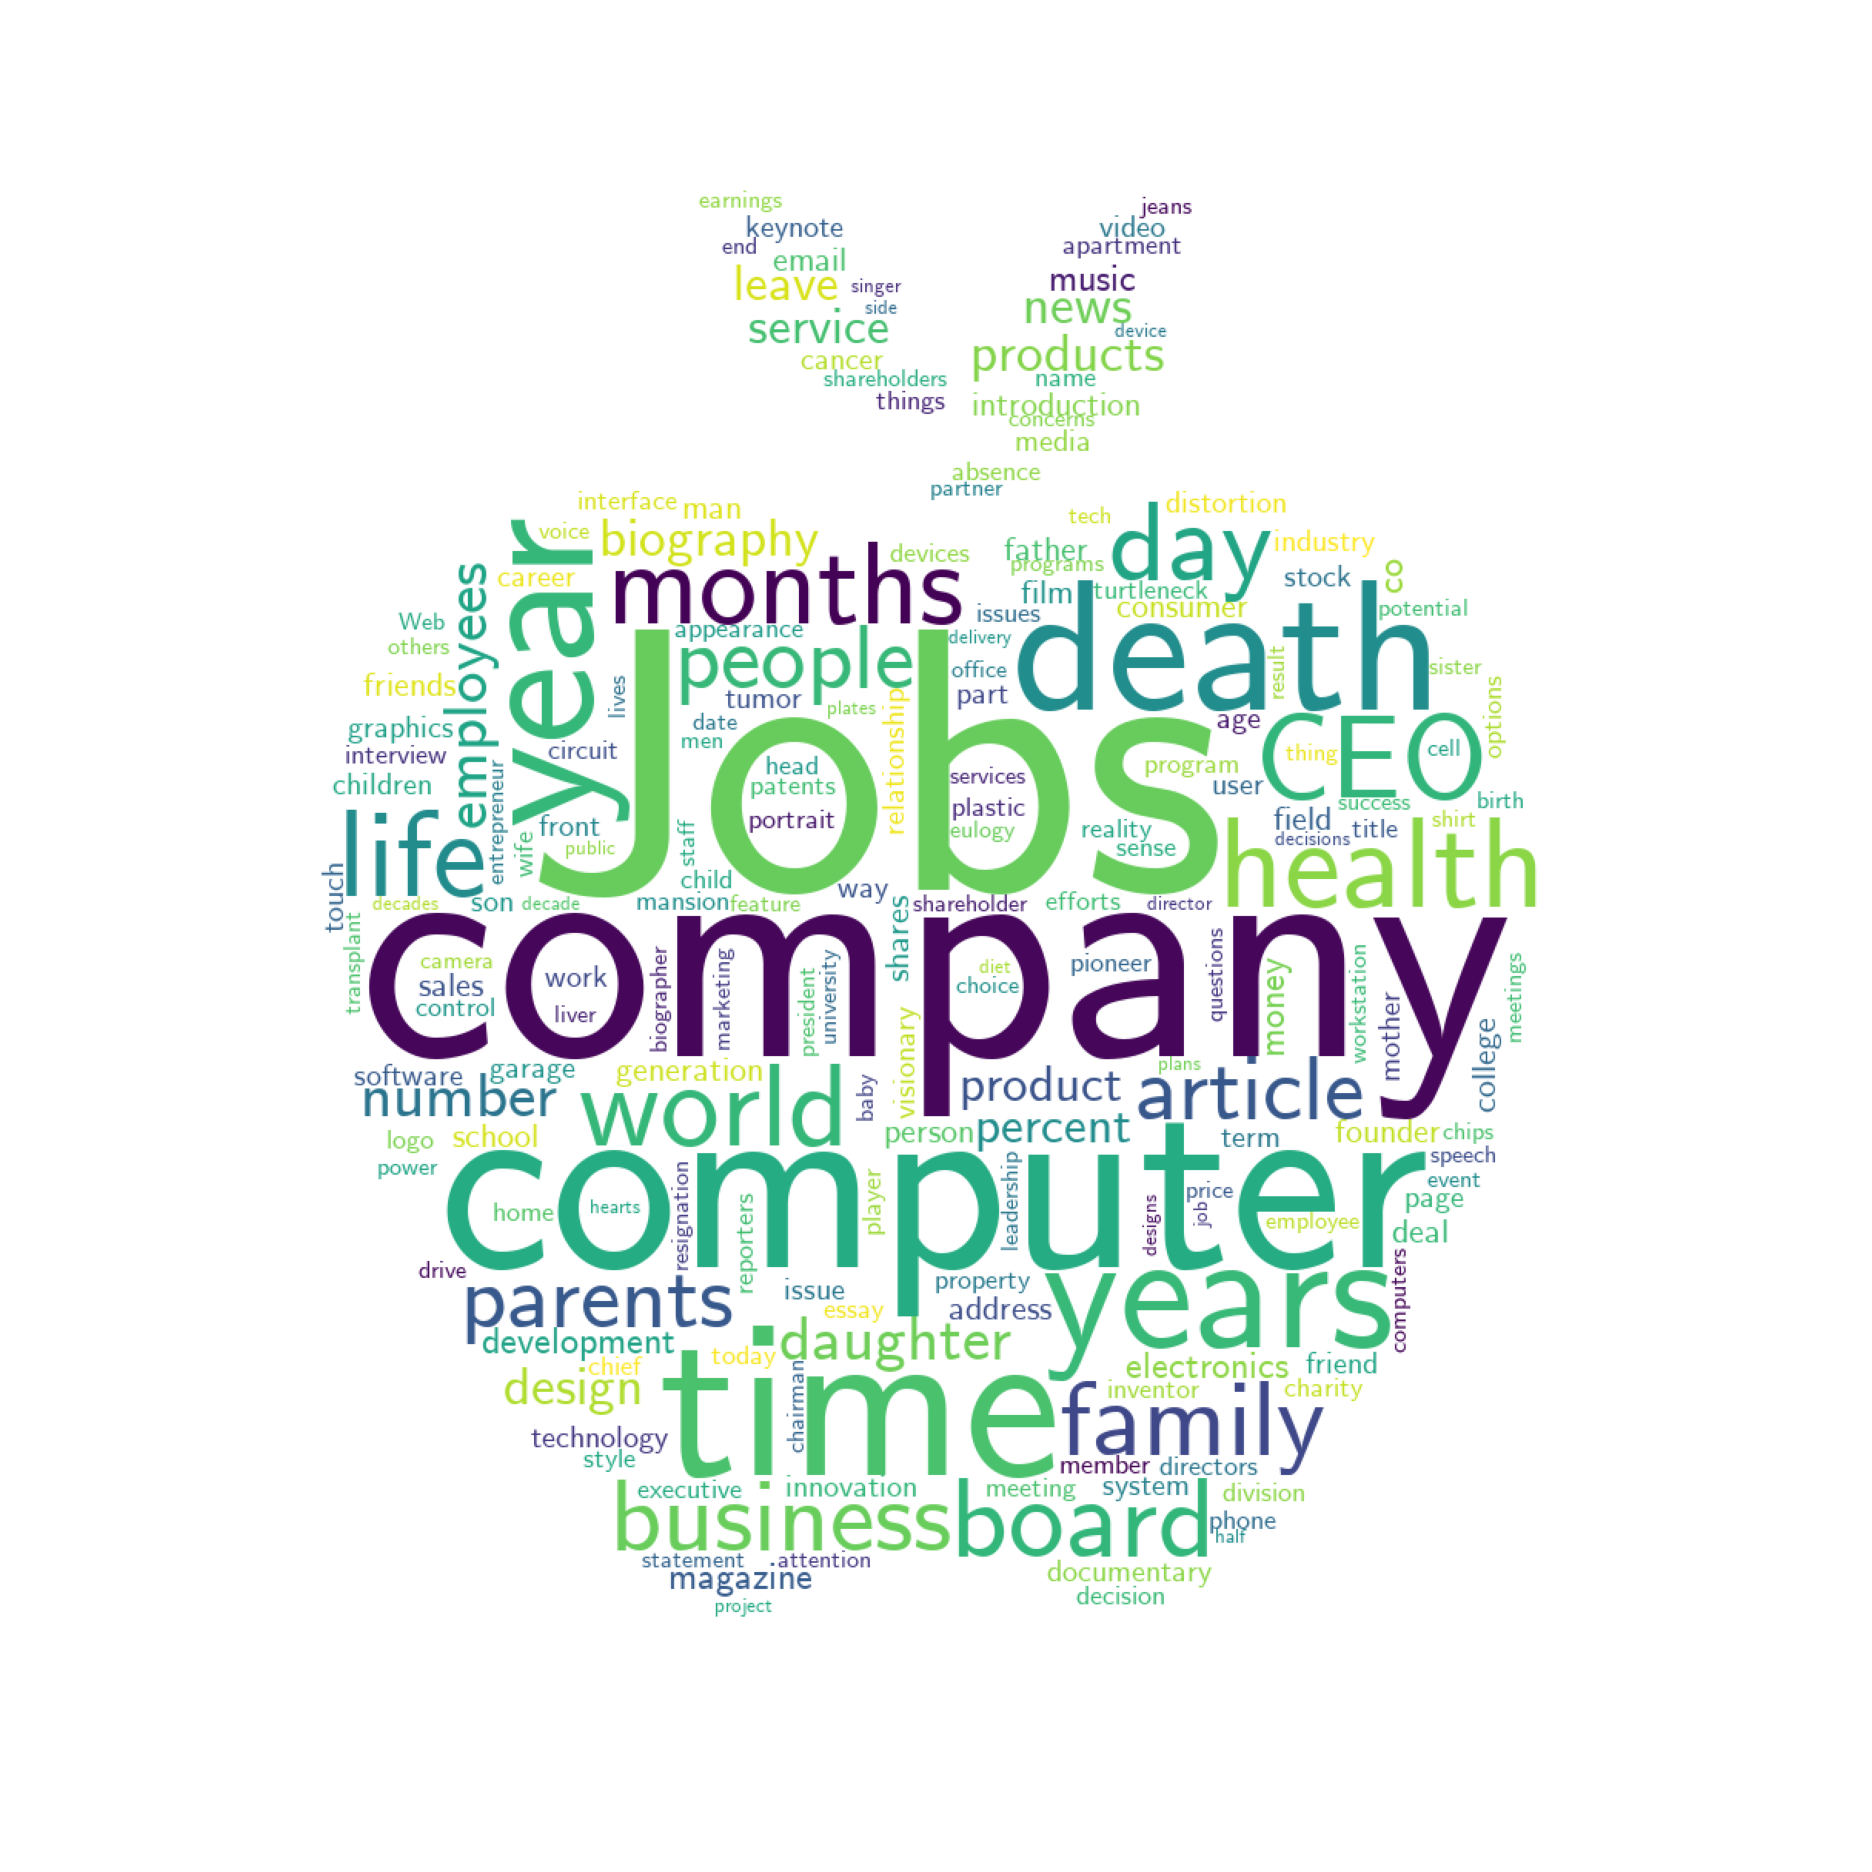 earnings
jeans
keynote
video
end
apartment
email
leave
music
singer
side
news
service
device
cancer
products
shareholders
name
things
introduction
concerns
media
absence
partner
interface
man
distortion
voice
tech
year
biography
day
industry
career
months
devices
father
programs
stock
co
employees
film
turtleneck
consumer
issues
potential
Web
others
appearance
people
delivery
death
office
result
sister
friends
lives
tumor
relationship
part
options
plates
graphics
date
men
age
CEO
cell
interview
circuit
Jobs
head
patents
services
program
thing
user
children
entrepreneur
portrait
plastic
success
birth
life
front
wife
public
staff
eulogy
reality
sense
field
title
shirt
decisions
health
touch
child
way
decades
son
decade
mansion
feature
shareholder
efforts
director
transplant
company
shares
camera
sales
control
work
liver
biographer
marketing
president
university
diet
choice
pioneer
questions
money
workstation
mother
meetings
software
garage
generation
baby
visionary
plans
product
article
college
number
world
percent
logo
school
person
term
founder
chips
power
speech
event
computer
home
hearts
resignation
reporters
player
leadership
designs
job
price
employee
page
deal
drive
parents
issue
property
years
computers
essay
address
development
daughter
chief
today
time
electronics
friend
design
chairman
inventor
charity
family
technology
style
member
directors
executive
innovation
meeting
system
division
business
board
phone
half
statement
attention
magazine
documentary
decision
project